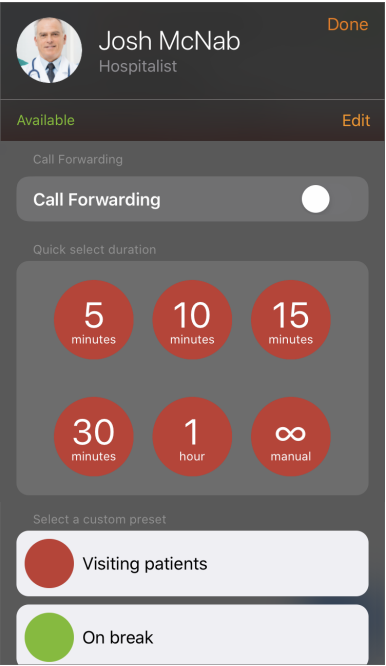 Done
Josh McNab
Hospitalist
Available
Edit
Call Forwarding
Call Forwarding
Quick select duration
5 minutes
10 minutes
15 minutes
30 minutes
1 hour
∞ manual
Select a custom preset
Visiting patients
On break